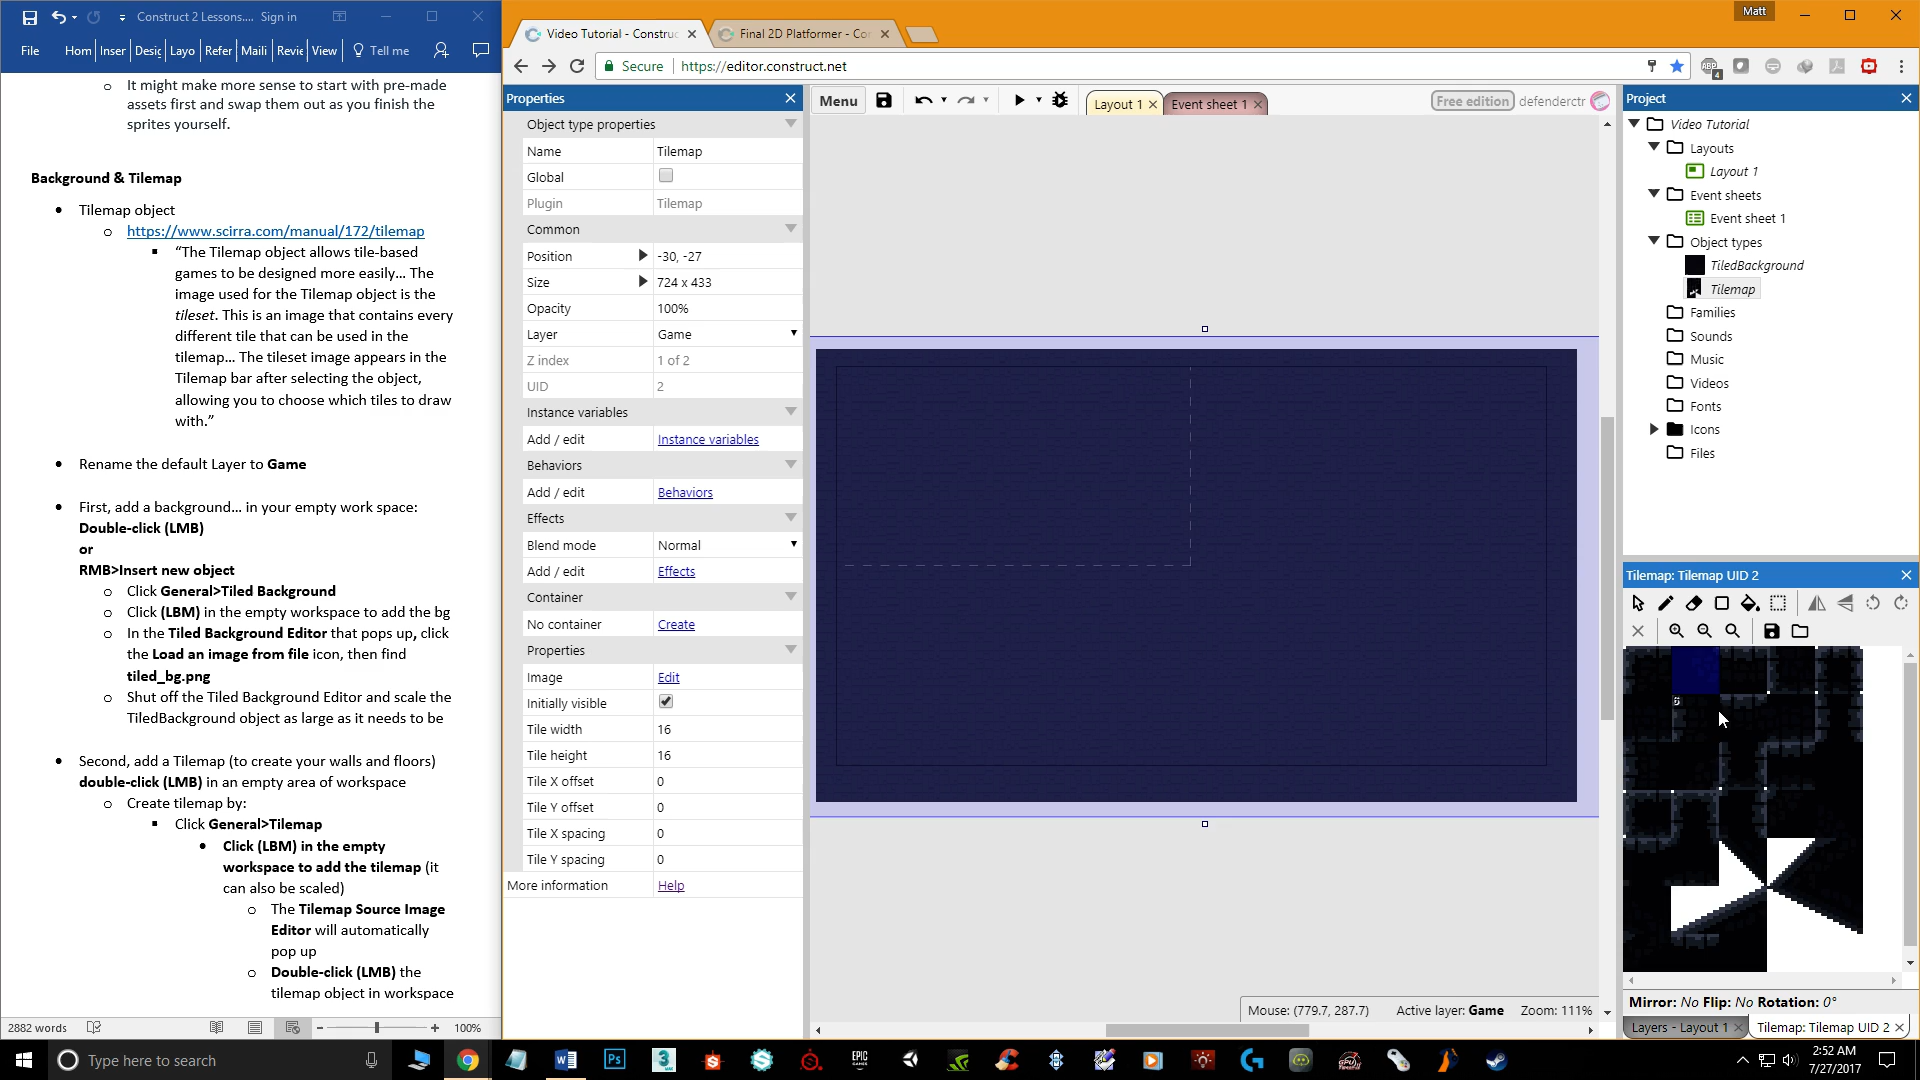 Construct 2 Lessons.... Sign in
File Hom Inser Desig Layo Refer Maili Revie View Tell me
It might make more sense to start with pre-made
assets first and swap them out as you finish the
sprites yourself.
Background & Tilemap
Tilemap object
https://www.scirra.com/manual/172/tilemap
“The Tilemap object allows tile-based
games to be designed more easily… The
image used for the Tilemap object is the
tileset. This is an image that contains every
different tile that can be used in the
tilemap… The tileset image appears in the
Tilemap bar after selecting the object,
allowing you to choose which tiles to draw
with.”
Rename the default Layer to Game
First, add a background… in your empty work space:
Double-click (LMB)
or
RMB>Insert new object
Click General>Tiled Background
Click (LBM) in the empty workspace to add the bg
In the Tiled Background Editor that pops up, click
the Load an image from file icon, then find
tiled_bg.png
Shut off the Tiled Background Editor and scale the
TiledBackground object as large as it needs to be
Second, add a Tilemap (to create your walls and floors)
double-click (LMB) in an empty area of workspace
Create tilemap by:
Click General>Tilemap
Click (LBM) in the empty
workspace to add the tilemap (it
can also be scaled)
The Tilemap Source Image
Editor will automatically
pop up
Double-click (LMB) the
tilemap object in workspace
2882 words 100%
Matt
Video Tutorial - Construc Final 2D Platformer - Con
Secure https://editor.construct.net
ABP 4
Properties
Object type properties
Name Tilemap
Global
Plugin Tilemap
Common
Position -30, -27
Size 724 x 433
Opacity 100%
Layer Game
Z index 1 of 2
UID 2
Instance variables
Add / edit Instance variables
Behaviors
Add / edit Behaviors
Effects
Blend mode Normal
Add / edit Effects
Container
No container Create
Properties
Image Edit
Initially visible
Tile width 16
Tile height 16
Tile X offset 0
Tile Y offset 0
Tile X spacing 0
Tile Y spacing 0
More information Help
Menu Layout 1 Event sheet 1 Free edition defenderctr
Mouse: (779.7, 287.7) Active layer: Game Zoom: 111%
Project
Video Tutorial
Layouts
Layout 1
Event sheets
Event sheet 1
Object types
TiledBackground
Tilemap
Families
Sounds
Music
Videos
Fonts
Icons
Files
Tilemap: Tilemap UID 2
Mirror: No Flip: No Rotation: 0°
Layers - Layout 1 Tilemap: Tilemap UID 2
Type here to search
Ps
3
EPIC GAMES
2:52 AM
7/27/2017